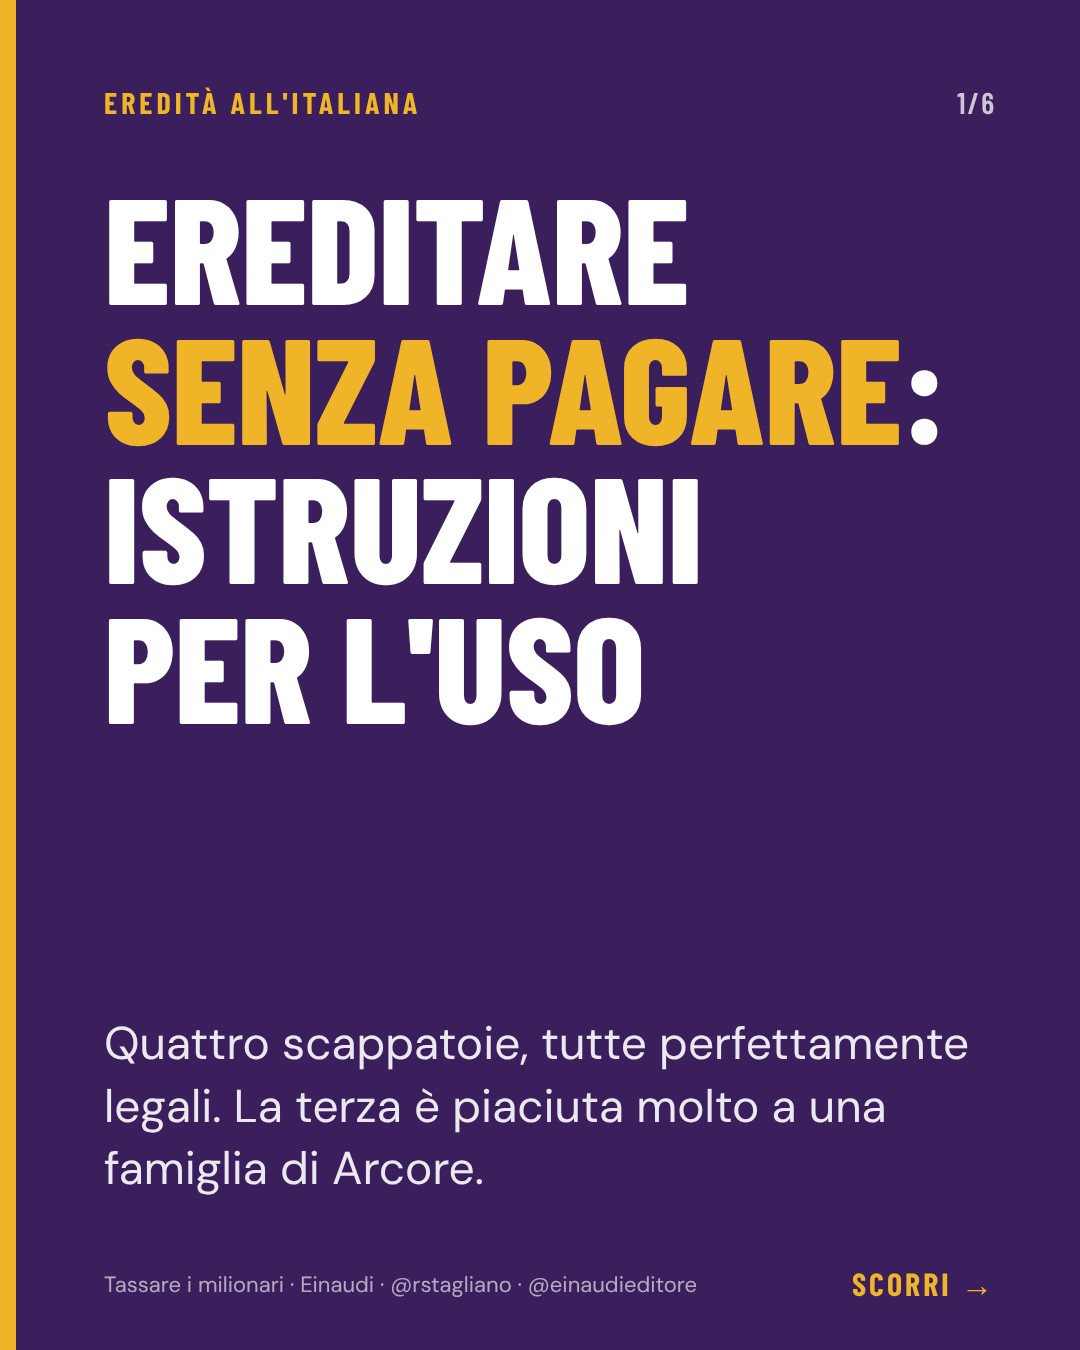 EREDITÀ ALL'ITALIANA
1/6
EREDITARE
SENZA PAGARE:
ISTRUZIONI
PER L'USO
Quattro scappatoie, tutte perfettamente
legali. La terza è piaciuta molto a una
famiglia di Arcore.
Tassare i milionari · Einaudi · @rstagliano · @einaudieditore
SCORRI →